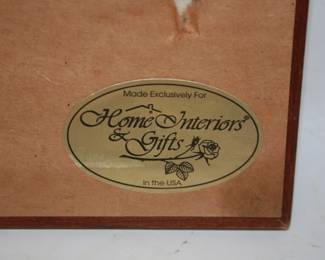 Made Exclusively For
Home Interiors®
& Gifts
In the USA